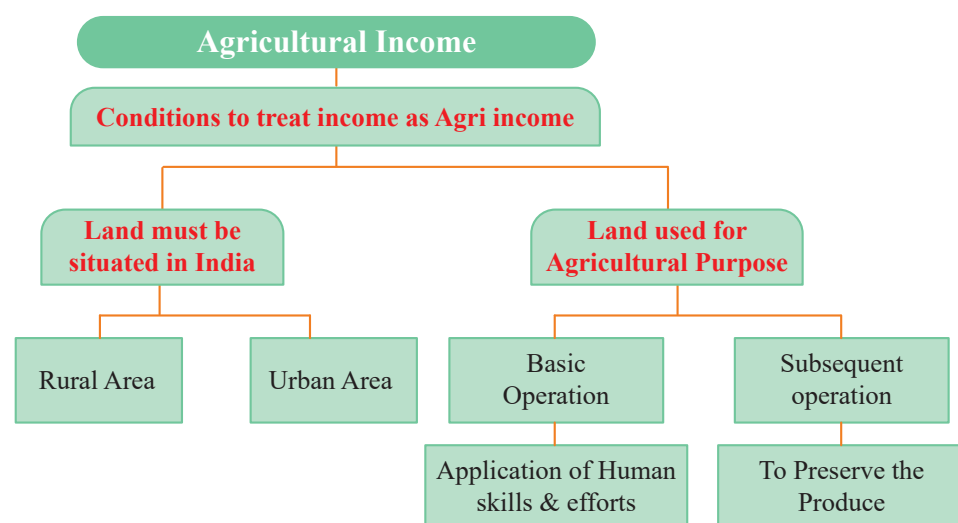 Agricultural Income
Conditions to treat income as Agri income
Land must be
situated in India
Land used for
Agricultural Purpose
Rural Area
Urban Area
Basic
Operation
Subsequent
operation
Application of Human
skills & efforts
To Preserve the
Produce